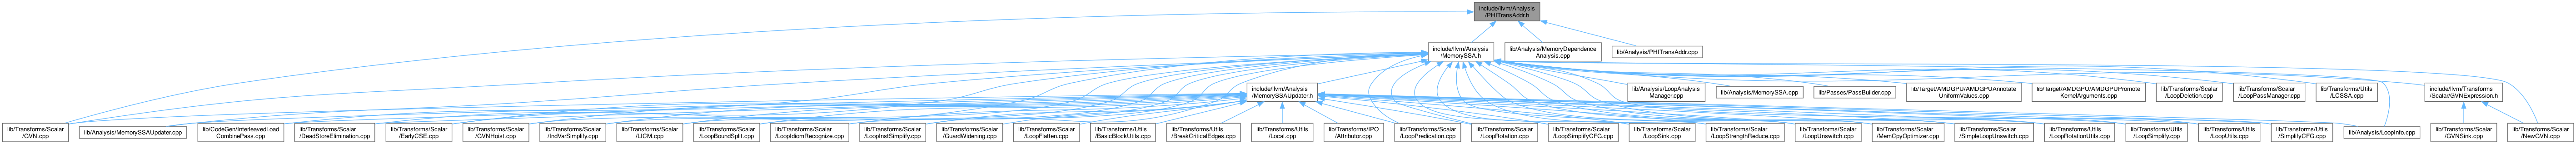 include/llvm/Analysis
/PHITransAddr.h
include/llvm/Analysis
/MemorySSA.h
lib/Analysis/MemoryDependence
Analysis.cpp
lib/Analysis/PHITransAddr.cpp
include/llvm/Analysis
/MemorySSAUpdater.h
lib/Analysis/LoopAnalysis
Manager.cpp
lib/Analysis/MemorySSA.cpp
lib/Passes/PassBuilder.cpp
lib/Target/AMDGPU/AMDGPUAnnotate
UniformValues.cpp
lib/Target/AMDGPU/AMDGPUPromote
KernelArguments.cpp
lib/Transforms/Scalar
/LoopDeletion.cpp
lib/Transforms/Scalar
/LoopPassManager.cpp
lib/Transforms/Utils
/LCSSA.cpp
include/llvm/Transforms
/Scalar/GVNExpression.h
lib/Transforms/Scalar
/GVN.cpp
lib/Analysis/MemorySSAUpdater.cpp
lib/CodeGen/InterleavedLoad
CombinePass.cpp
lib/Transforms/Scalar
/DeadStoreElimination.cpp
lib/Transforms/Scalar
/EarlyCSE.cpp
lib/Transforms/Scalar
/GVNHoist.cpp
lib/Transforms/Scalar
/IndVarSimplify.cpp
lib/Transforms/Scalar
/LICM.cpp
lib/Transforms/Scalar
/LoopBoundSplit.cpp
lib/Transforms/Scalar
/LoopIdiomRecognize.cpp
lib/Transforms/Scalar
/LoopInstSimplify.cpp
lib/Transforms/Scalar
/GuardWidening.cpp
lib/Transforms/Scalar
/LoopFlatten.cpp
lib/Transforms/Utils
/BasicBlockUtils.cpp
lib/Transforms/Utils
/BreakCriticalEdges.cpp
lib/Transforms/Utils
/Local.cpp
lib/Transforms/IPO
/Attributor.cpp
lib/Transforms/Scalar
/LoopPredication.cpp
lib/Transforms/Scalar
/LoopRotation.cpp
lib/Transforms/Scalar
/LoopSimplifyCFG.cpp
lib/Transforms/Scalar
/LoopSink.cpp
lib/Transforms/Scalar
/LoopStrengthReduce.cpp
lib/Transforms/Scalar
/LoopUnswitch.cpp
lib/Transforms/Scalar
/MemCpyOptimizer.cpp
lib/Transforms/Scalar
/SimpleLoopUnswitch.cpp
lib/Transforms/Utils
/LoopRotationUtils.cpp
lib/Transforms/Utils
/LoopSimplify.cpp
lib/Transforms/Utils
/LoopUtils.cpp
lib/Transforms/Utils
/SimplifyCFG.cpp
lib/Analysis/LoopInfo.cpp
lib/Transforms/Scalar
/GVNSink.cpp
lib/Transforms/Scalar
/NewGVN.cpp